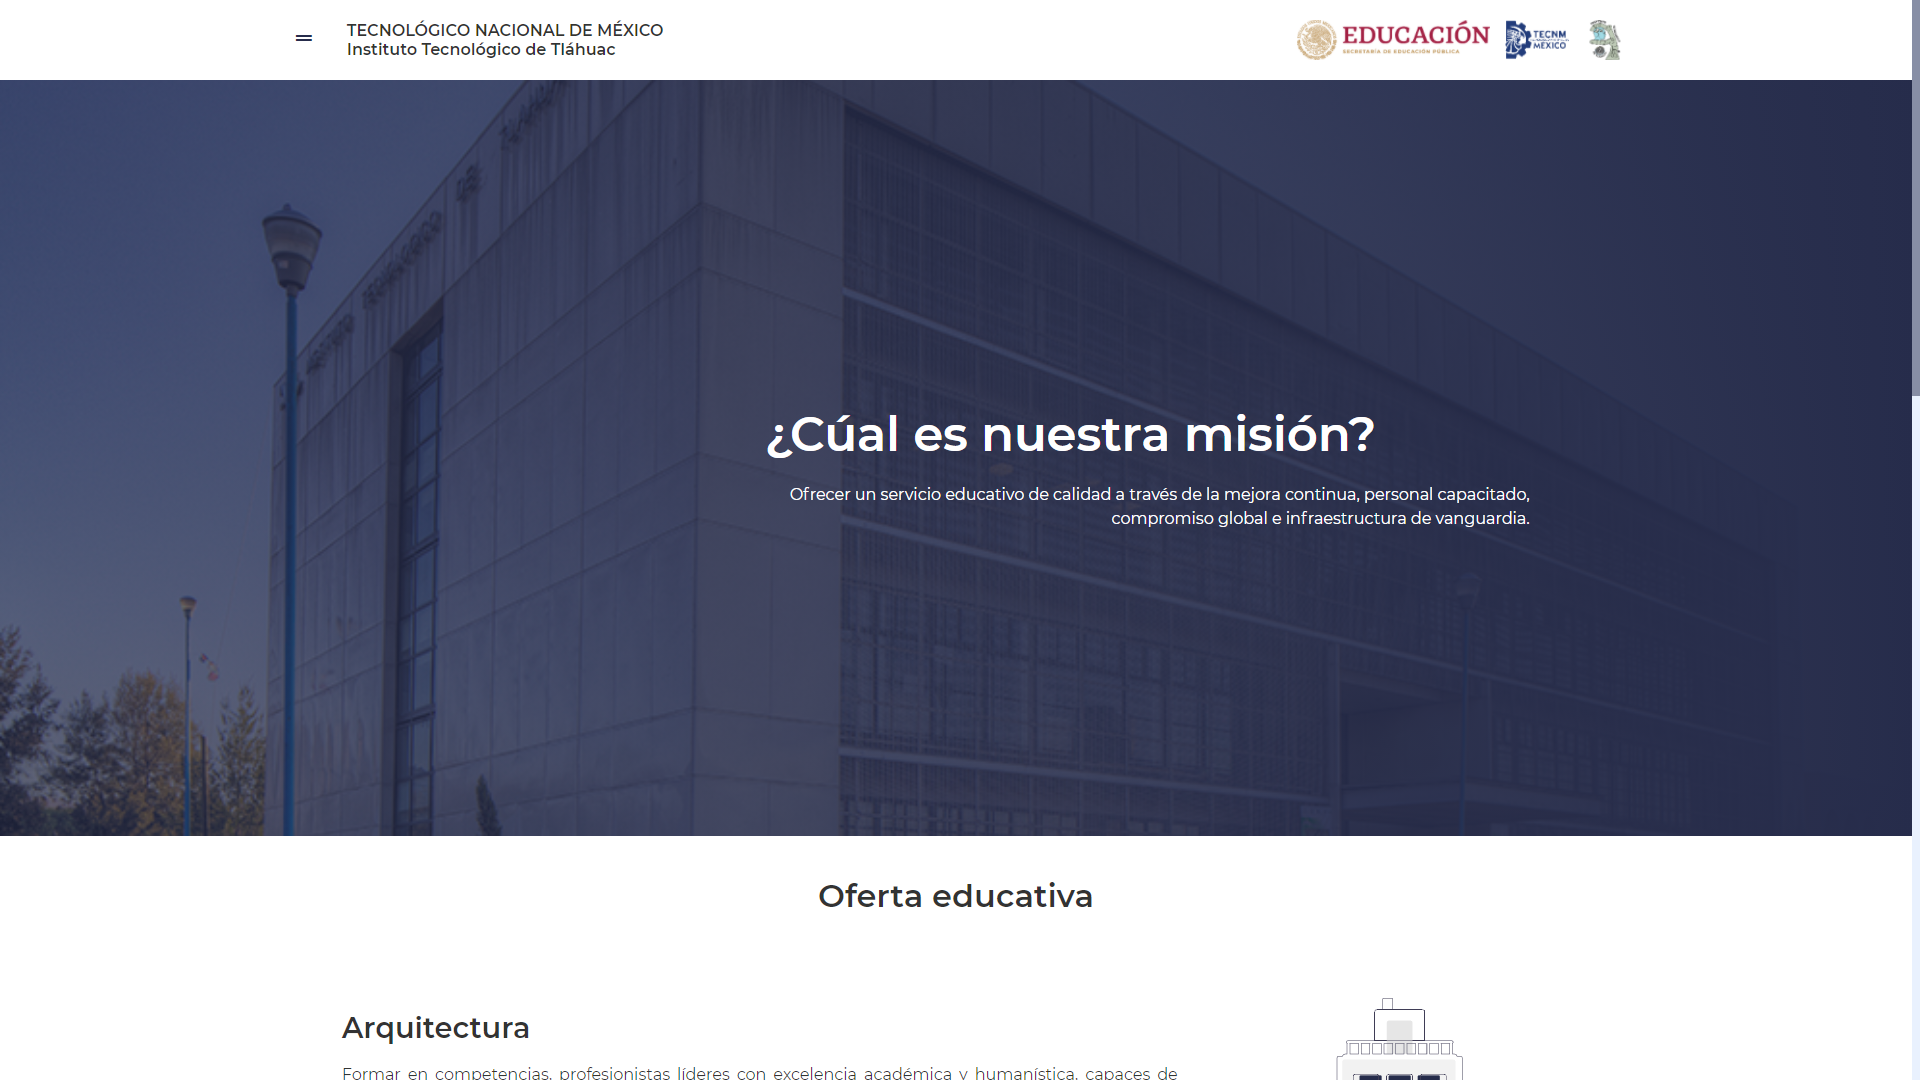 TECNOLÓGICO NACIONAL DE MÉXICO
Instituto Tecnológico de Tláhuac
EDUCACIÓN
SECRETARÍA DE EDUCACIÓN PÚBLICA
TECNM
MÉXICO
¿Cúal es nuestra misión?
Ofrecer un servicio educativo de calidad a través de la mejora continua, personal capacitado,
compromiso global e infraestructura de vanguardia.
Oferta educativa
Arquitectura
Formar en competencias, profesionistas líderes con excelencia académica y humanística, capaces de